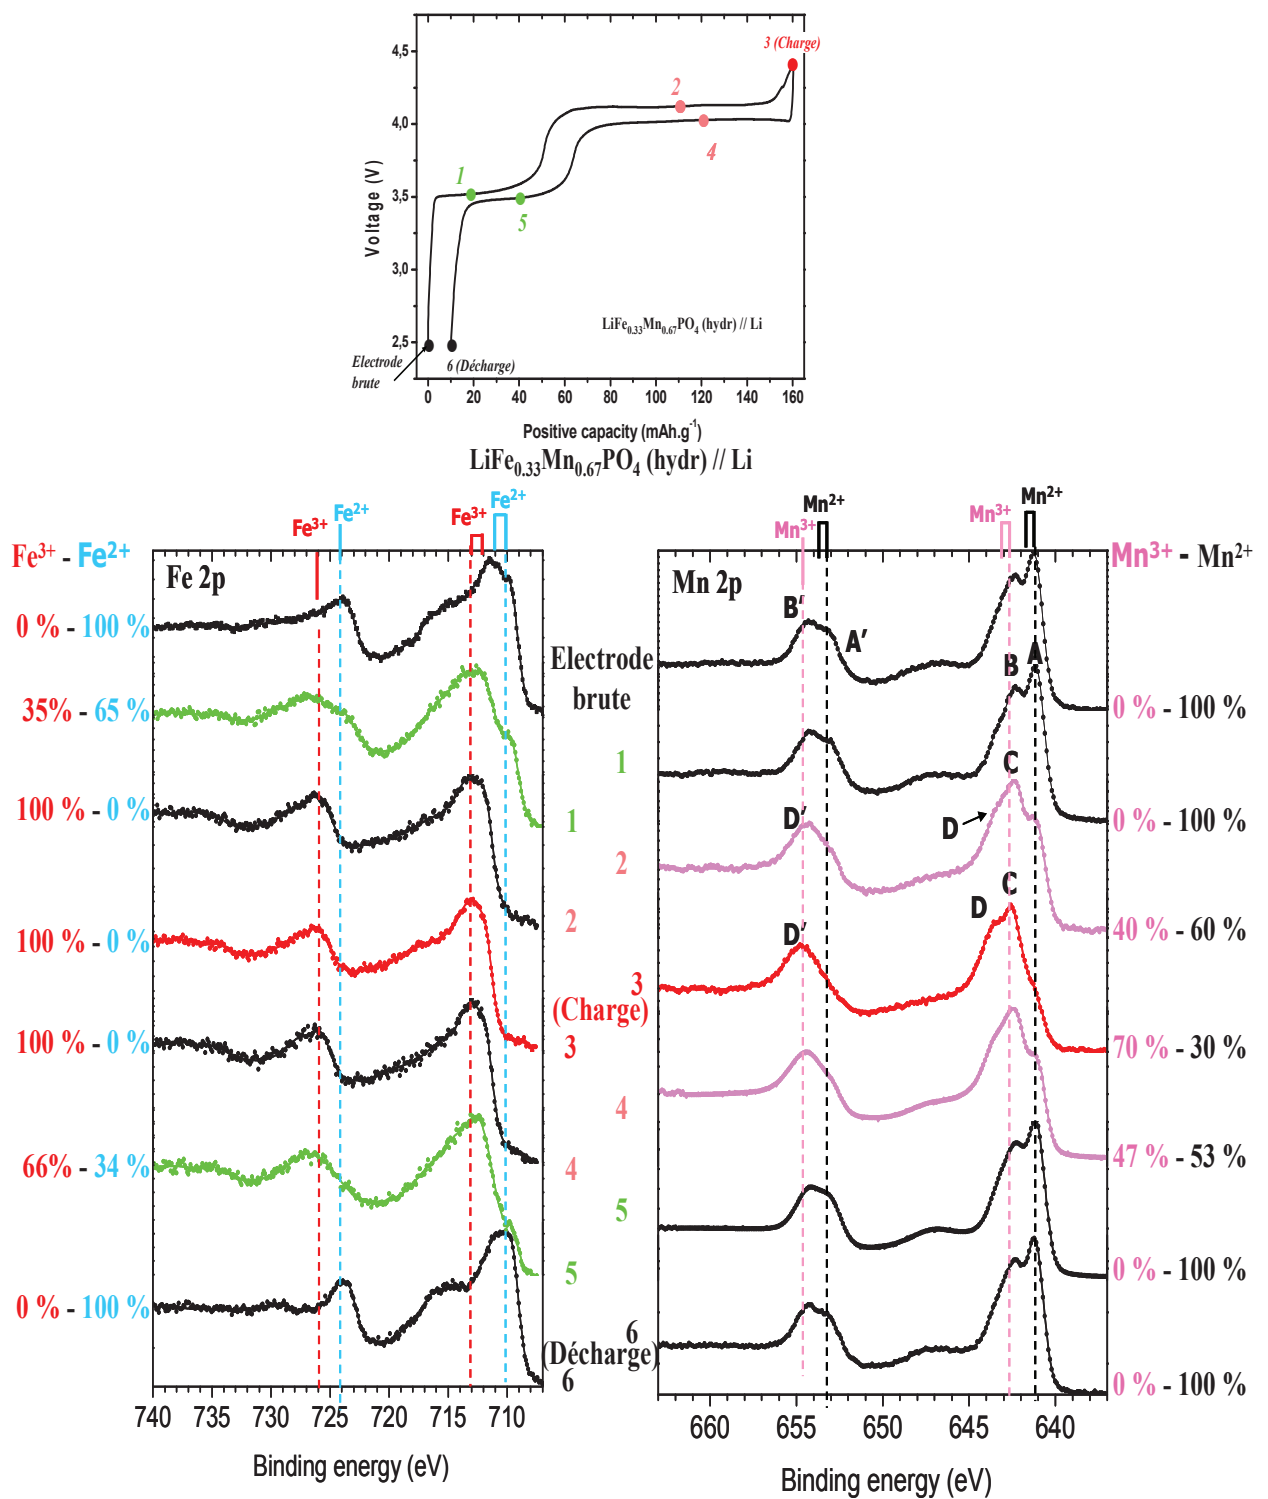 4,5
4,0
3,5
3,0
2,5
Voltage (V)
3 (Charge)
2
4
1
5
LiFe0.33Mn0.67PO4 (hydr) // Li
Electrode
brute
6 (Décharge)
0 20 40 60 80 100 120 140 160
Positive capacity (mAh.g-1)
LiFe0.33Mn0.67PO4 (hydr) // Li
Fe3+ Fe2+ Fe3+ Fe2+
Fe3+ - Fe2+
Fe 2p
0 % - 100 %
35% - 65 %
100 % - 0 %
100 % - 0 %
100 % - 0 %
66% - 34 %
0 % - 100 %
1
2
3
4
5
6
740 735 730 725 720 715 710
Binding energy (eV)
Electrode
brute
1
2
3
(Charge)
4
5
6
(Décharge)
Mn3+ Mn2+ Mn3+ Mn2+
Mn3+ - Mn2+
Mn 2p
B' A' B A
C
D' D
C
D' D
0 % - 100 %
0 % - 100 %
40 % - 60 %
70 % - 30 %
47 % - 53 %
0 % - 100 %
0 % - 100 %
660 655 650 645 640
Binding energy (eV)